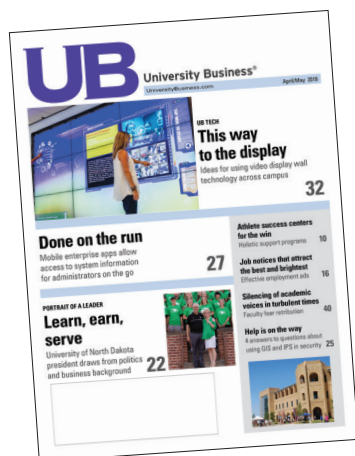 UB
University Business®
UniversityBusiness.com
April/May 2018
UB TECH
This way
to the display
Ideas for using video display wall
technology across campus
32
Done on the run
Mobile enterprise apps allow
access to system information
for administrators on the go
27
PORTRAIT OF A LEADER
Learn, earn,
serve
University of North Dakota
president draws from politics
and business background
22
Athlete success centers
for the win
Holistic support programs 10
Job notices that attract
the best and brightest
Effective employment ads 16
Silencing of academic
voices in turbulent times
Faculty fear retribution 40
Help is on the way
4 answers to questions about
using GIS and IPS in security 25